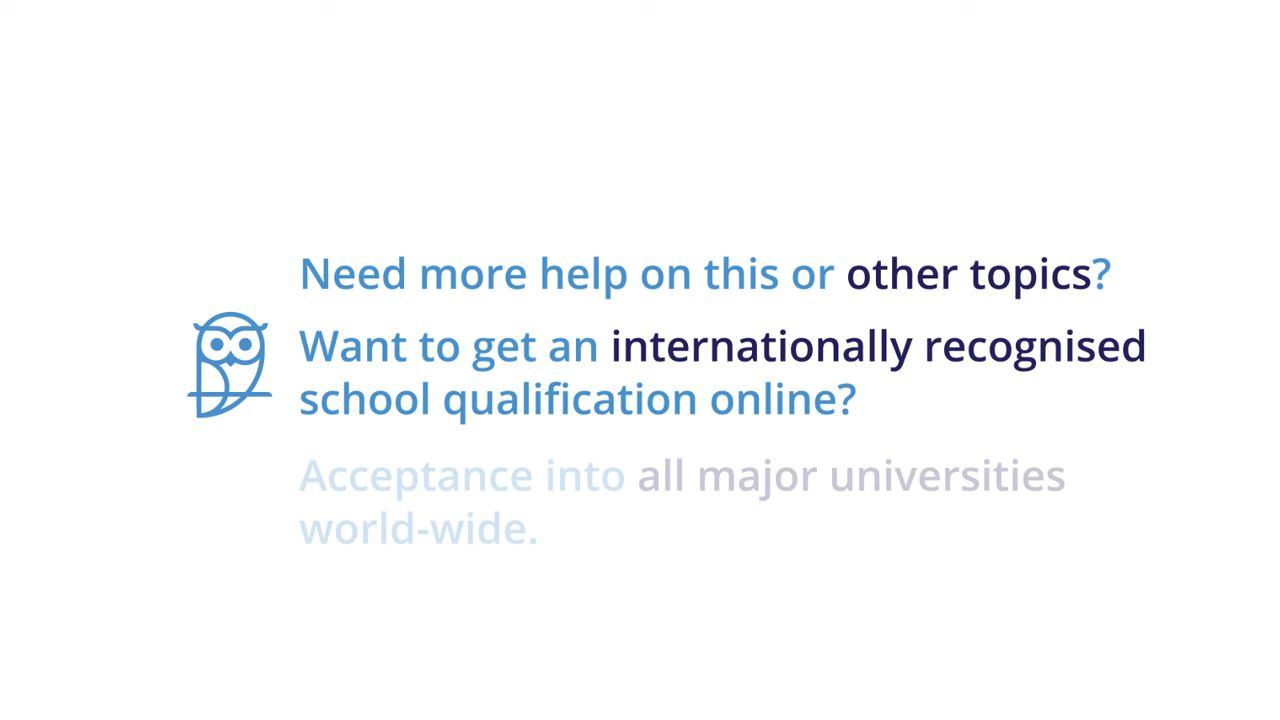 Need more help on this or other topics?
Want to get an internationally recognised
school qualification online?
Acceptance into all major universities
world-wide.